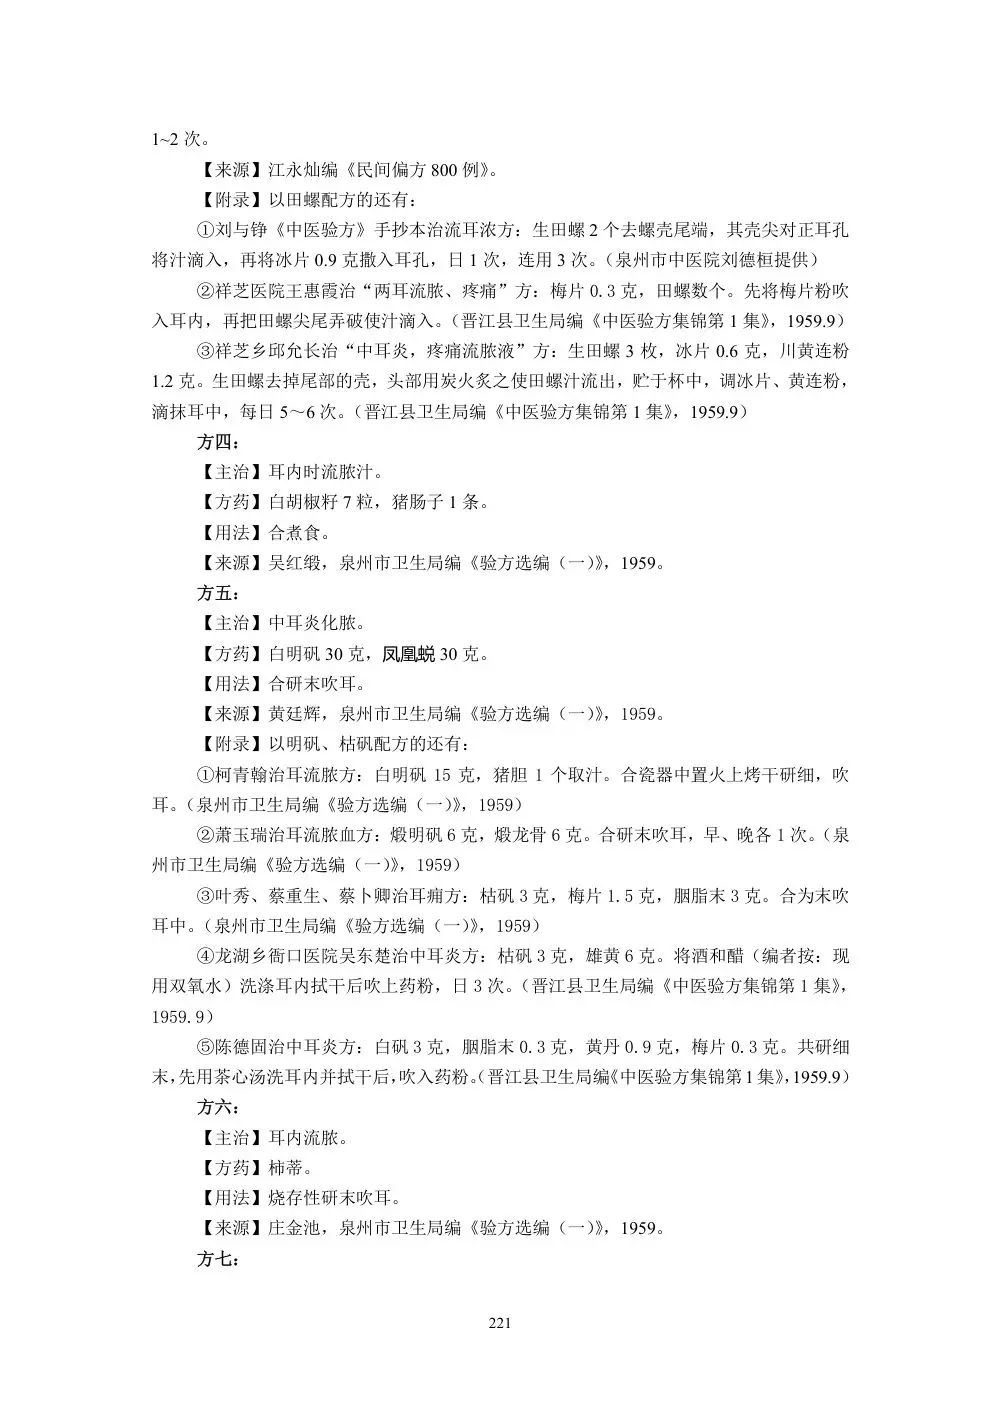 1~2 次。
【来源】江永灿编《民间偏方 800 例》。
【附录】以田螺配方的还有：
①刘与铮《中医验方》手抄本治流耳浓方：生田螺 2 个去螺壳尾端，其壳尖对正耳孔
将汁滴入，再将冰片 0.9 克撒入耳孔，日 1 次，连用 3 次。（泉州市中医院刘德桓提供）
②祥芝医院王惠霞治“两耳流脓、疼痛”方：梅片 0.3 克，田螺数个。先将梅片粉吹
入耳内，再把田螺尖尾弄破使汁滴入。（晋江县卫生局编《中医验方集锦第 1 集》，1959.9）
③祥芝乡邱允长治“中耳炎，疼痛流脓液”方：生田螺 3 枚，冰片 0.6 克，川黄连粉
1.2 克。生田螺去掉尾部的壳，头部用炭火炙之使田螺汁流出，贮于杯中，调冰片、黄连粉，
滴抹耳中，每日 5～6 次。（晋江县卫生局编《中医验方集锦第 1 集》，1959.9）
方四：
【主治】耳内时流脓汁。
【方药】白胡椒籽 7 粒，猪肠子 1 条。
【用法】合煮食。
【来源】吴红缎，泉州市卫生局编《验方选编（一）》，1959。
方五：
【主治】中耳炎化脓。
【方药】白明矾 30 克，凤凰蜕 30 克。
【用法】合研末吹耳。
【来源】黄廷辉，泉州市卫生局编《验方选编（一）》，1959。
【附录】以明矾、枯矾配方的还有：
①柯青翰治耳流脓方：白明矾 15 克，猪胆 1 个取汁。合瓷器中置火上烤干研细，吹
耳。（泉州市卫生局编《验方选编（一）》，1959）
②萧玉瑞治耳流脓血方：煅明矾 6 克，煅龙骨 6 克。合研末吹耳，早、晚各 1 次。（泉
州市卫生局编《验方选编（一）》，1959）
③叶秀、蔡重生、蔡卜卿治耳痈方：枯矾 3 克，梅片 1.5 克，胭脂末 3 克。合为末吹
耳中。（泉州市卫生局编《验方选编（一）》，1959）
④龙湖乡衙口医院吴东楚治中耳炎方：枯矾 3 克，雄黄 6 克。将酒和醋（编者按：现
用双氧水）洗涤耳内拭干后吹上药粉，日 3 次。（晋江县卫生局编《中医验方集锦第 1 集》，
1959.9）
⑤陈德固治中耳炎方：白矾 3 克，胭脂末 0.3 克，黄丹 0.9 克，梅片 0.3 克。共研细
末，先用茶心汤洗耳内并拭干后，吹入药粉。（晋江县卫生局编《中医验方集锦第 1 集》，1959.9）
方六：
【主治】耳内流脓。
【方药】柿蒂。
【用法】烧存性研末吹耳。
【来源】庄金池，泉州市卫生局编《验方选编（一）》，1959。
方七：
221